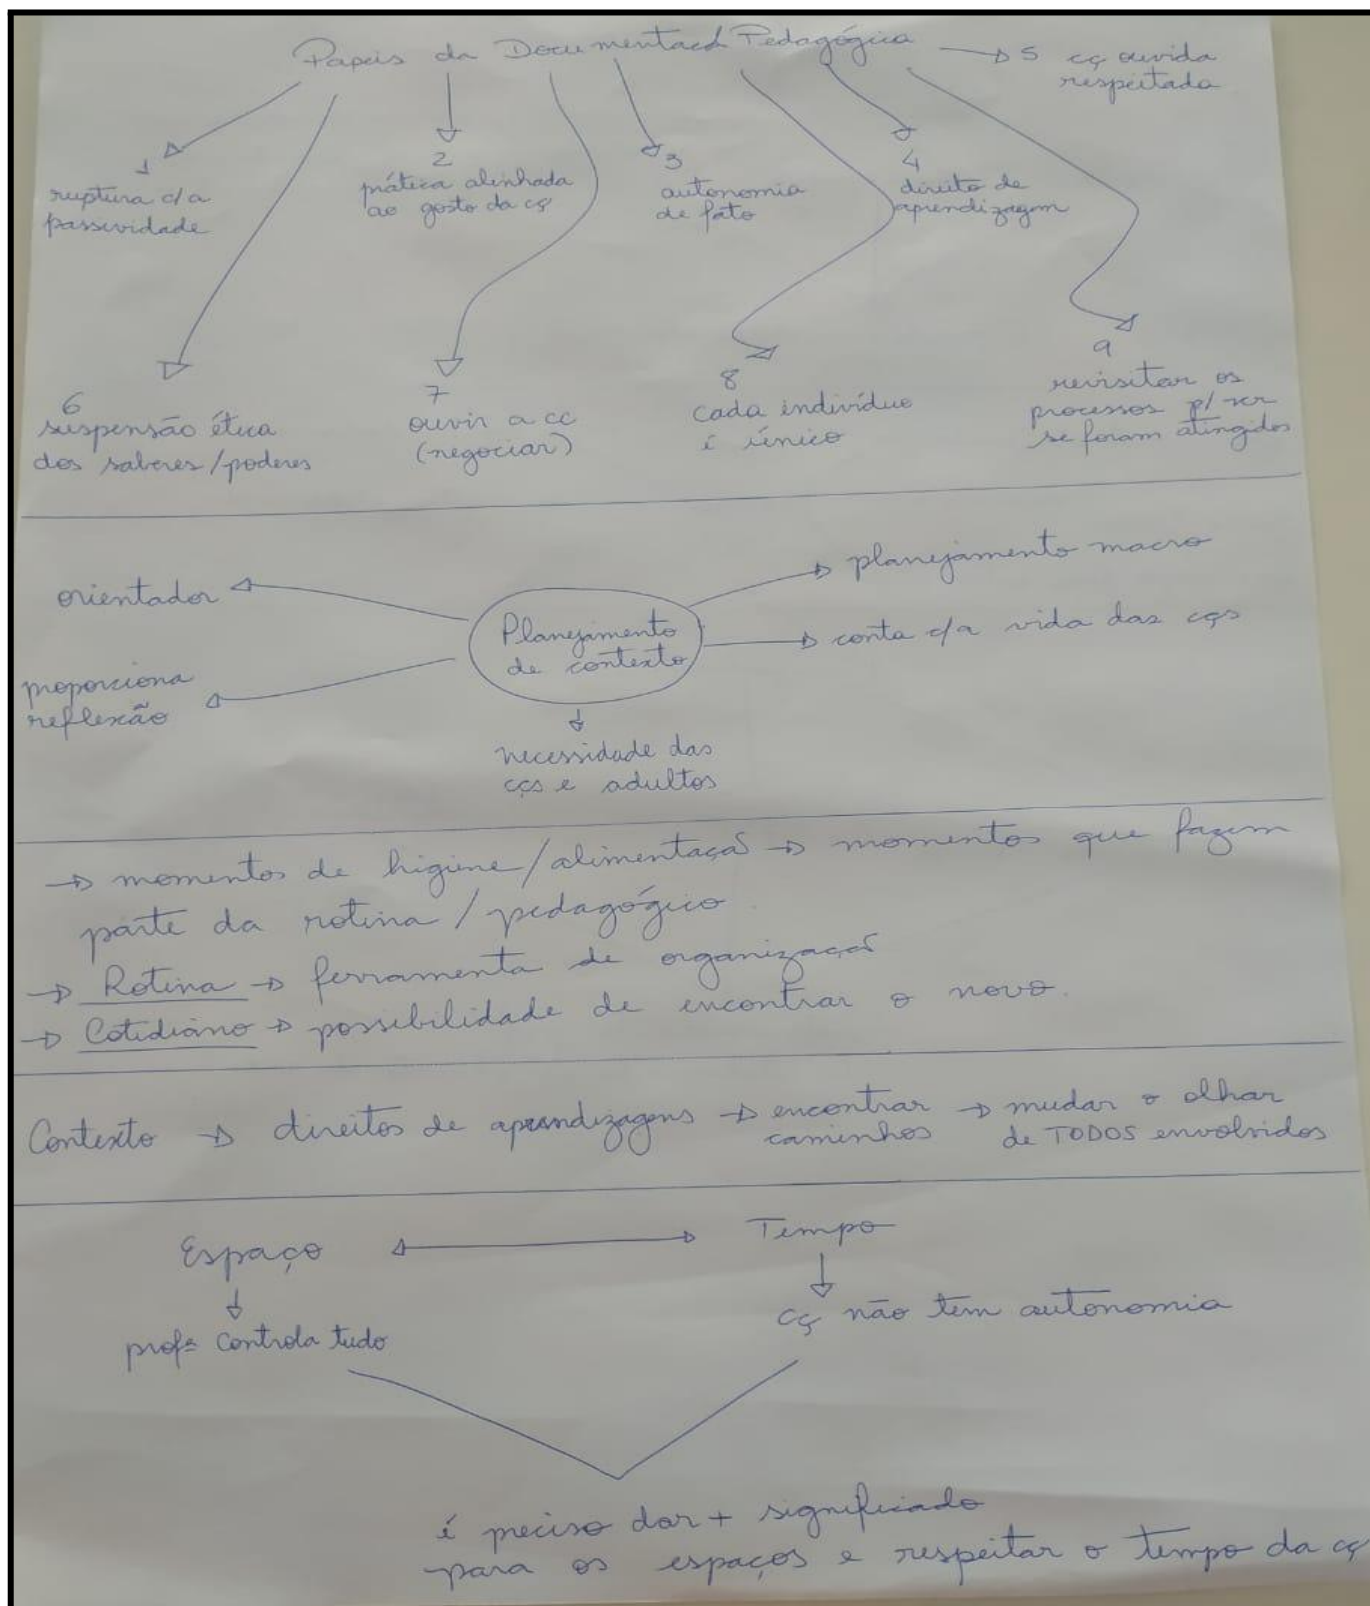 Papeis da Documentaçã Pedagógica → 5 cç ouvida
respeitada
1
ruptura c/a
passividade
2
prática alinhada
ao gosto da cç
3
autonomia
de fato
4
direito de
aprendizagem
6
suspensão ética
dos saberes/poderes
7
ouvir a cc
(negociar)
8
cada indivíduo
é único
9
revisitar os
processos p/ ver
se foram atingidos
orientador
proporciona
reflexão
Planejamento
de contexto
planejamento macro
conta c/a vida das cçs
necessidade das
cçs e adultos
→ momentos de higiene/alimentaçã → momentos que fazem
parte da rotina / pedagógico.
→ Rotina → ferramenta de organizaçã
→ Cotidiano → possibilidade de encontrar o novo.
Contexto → direitos de aprendizagens → encontrar
caminhos
→ mudar o olhar
de TODOS envolvidos
Espaço ↔ Tempo
profª controla tudo
cç não tem autonomia
é preciso dar + significado
para os espaços e respeitar o tempo da cç